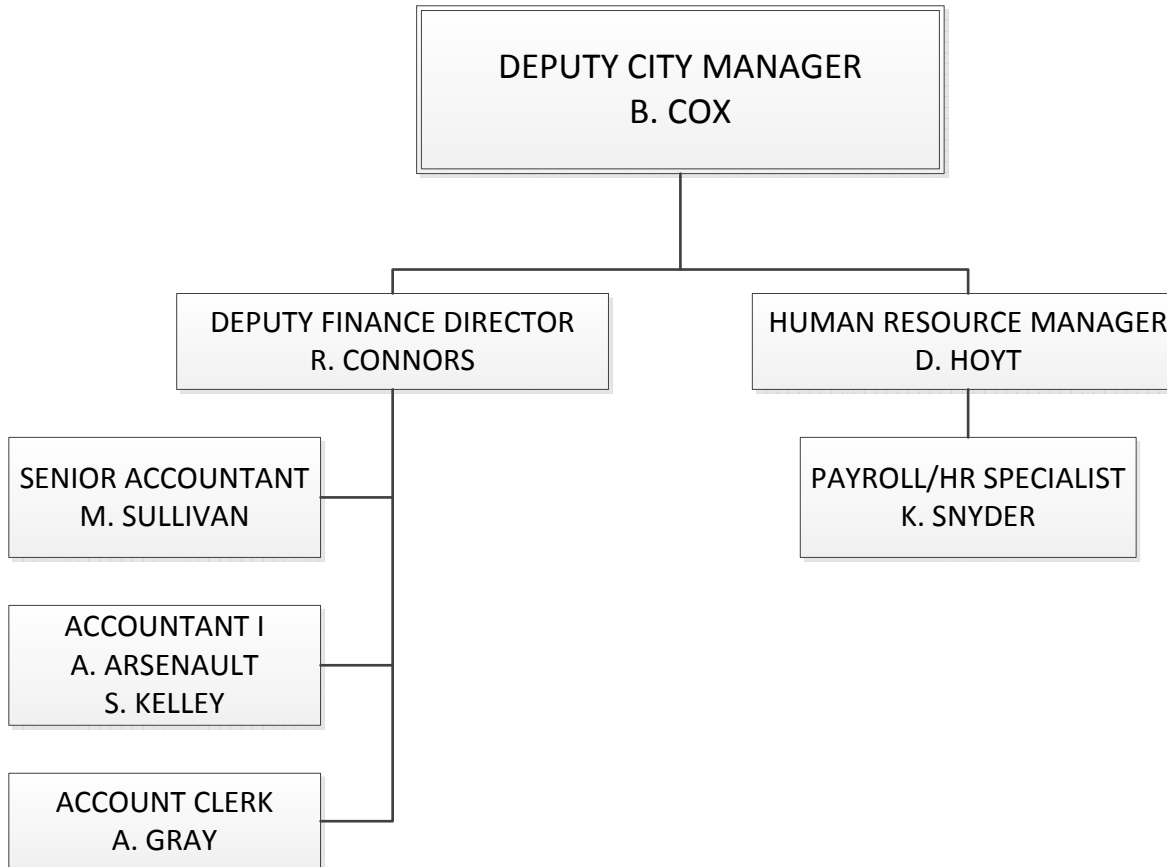 DEPUTY CITY MANAGER
B. COX
DEPUTY FINANCE DIRECTOR
R. CONNORS
HUMAN RESOURCE MANAGER
D. HOYT
SENIOR ACCOUNTANT
M. SULLIVAN
PAYROLL/HR SPECIALIST
K. SNYDER
ACCOUNTANT I
A. ARSENAULT
S. KELLEY
ACCOUNT CLERK
A. GRAY